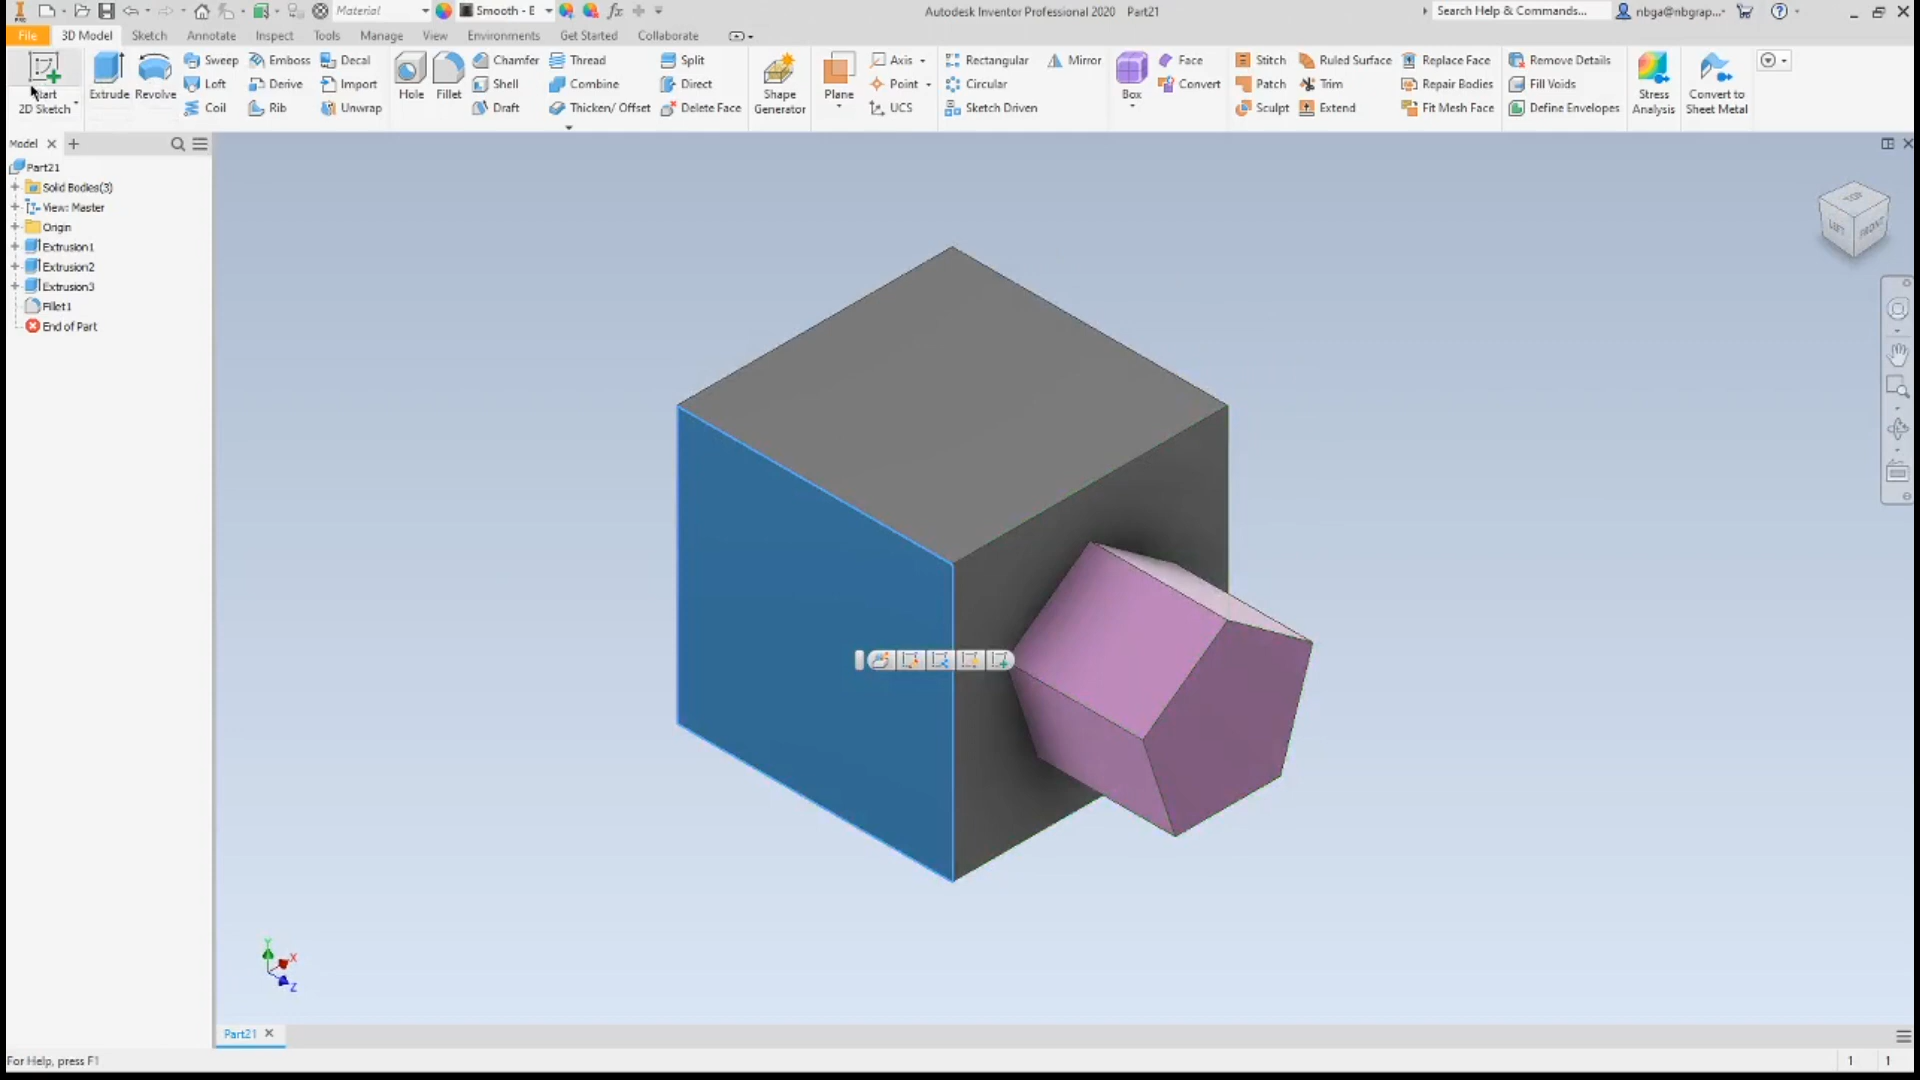 Material
Smooth - E
fx
Autodesk Inventor Professional 2020 Part21
Search Help & Commands...
nbga@nbgrap...
File 3D Model Sketch Annotate Inspect Tools Manage View Environments Get Started Collaborate
Start
2D Sketch
Extrude
Revolve
Sweep
Loft
Coil
Emboss
Derive
Rib
Decal
Import
Unwrap
Hole
Fillet
Chamfer
Shell
Draft
Thread
Combine
Thicken/ Offset
Split
Direct
Delete Face
Shape
Generator
Plane
Axis
Point
UCS
Rectangular
Circular
Sketch Driven
Mirror
Box
Face
Convert
Stitch
Patch
Sculpt
Ruled Surface
Trim
Extend
Replace Face
Repair Bodies
Fit Mesh Face
Remove Details
Fill Voids
Define Envelopes
Stress
Analysis
Convert to
Sheet Metal
Model
Part21
Solid Bodies(3)
View: Master
Origin
Extrusion1
Extrusion2
Extrusion3
Fillet1
End of Part
TOP
LEFT
FRONT
Y
X
Z
Part21
For Help, press F1
1 1